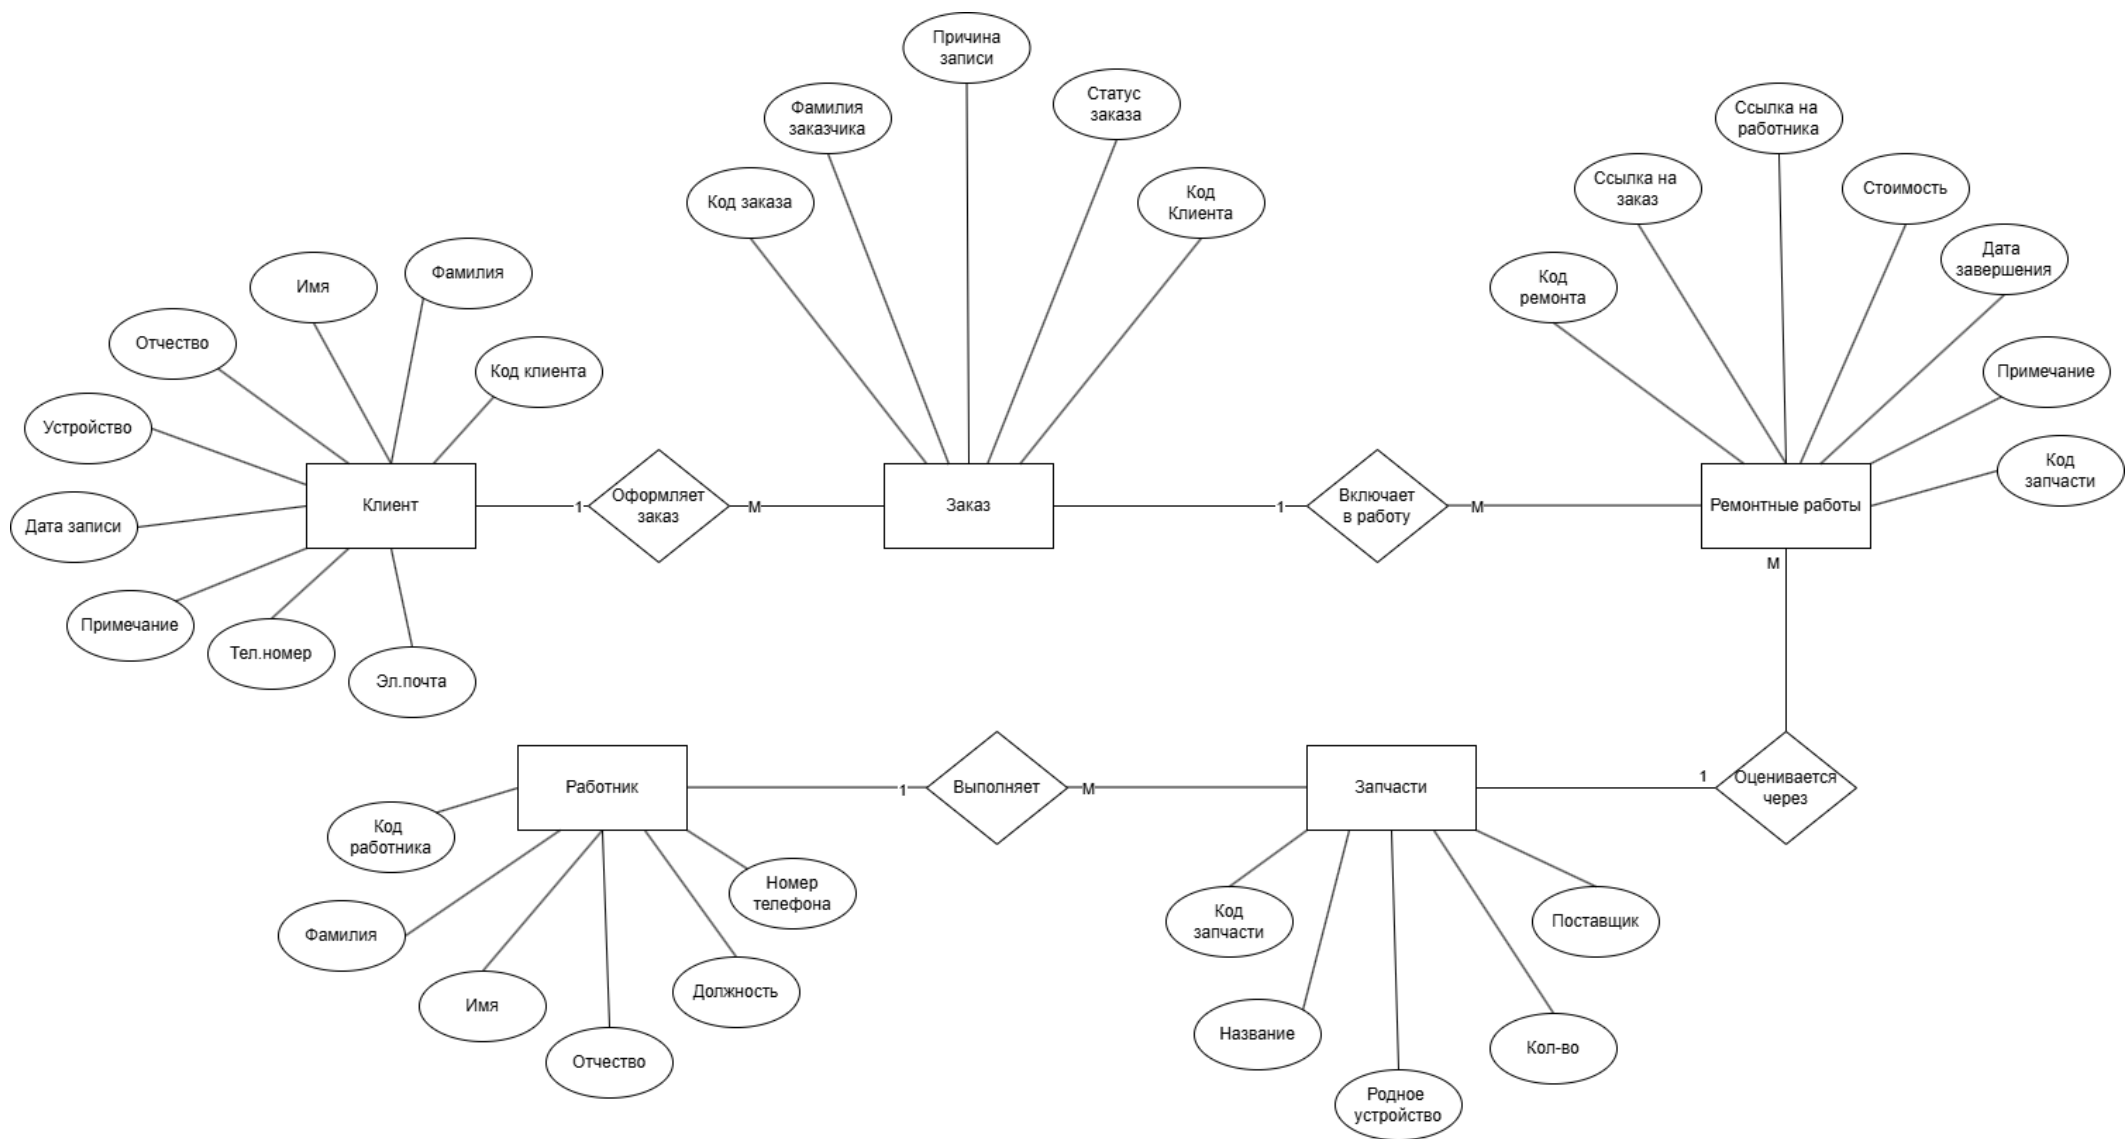 Причина
записи
Фамилия
заказчика
Статус
заказа
Код заказа
Код
Клиента
Ссылка на
работника
Ссылка на
заказ
Стоимость
Код
ремонта
Дата
завершения
Примечание
Код
запчасти
Имя
Фамилия
Отчество
Код клиента
Устройство
Дата записи
Примечание
Тел.номер
Эл.почта
Клиент
1
Оформляет
заказ
М
Заказ
1
Включает
в работу
М
Ремонтные работы
М
Работник
1
Выполняет
М
Запчасти
1
Оценивается
через
Код
работника
Фамилия
Имя
Отчество
Должность
Номер
телефона
Код
запчасти
Название
Родное
устройство
Кол-во
Поставщик